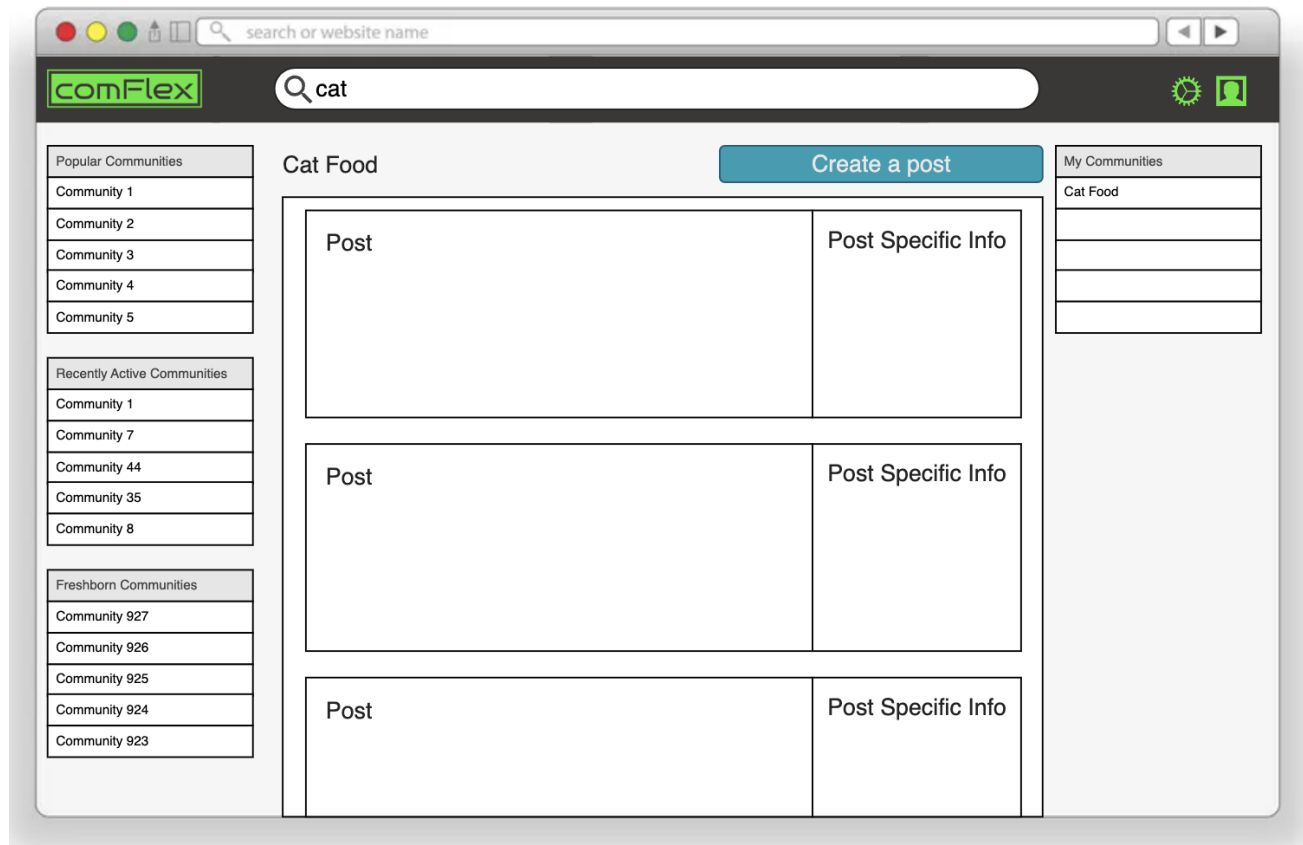 search or website name
comFlex
cat
Popular Communities
Community 1
Community 2
Community 3
Community 4
Community 5
Recently Active Communities
Community 1
Community 7
Community 44
Community 35
Community 8
Freshborn Communities
Community 927
Community 926
Community 925
Community 924
Community 923
Cat Food
Create a post
Post
Post Specific Info
Post
Post Specific Info
Post
Post Specific Info
My Communities
Cat Food